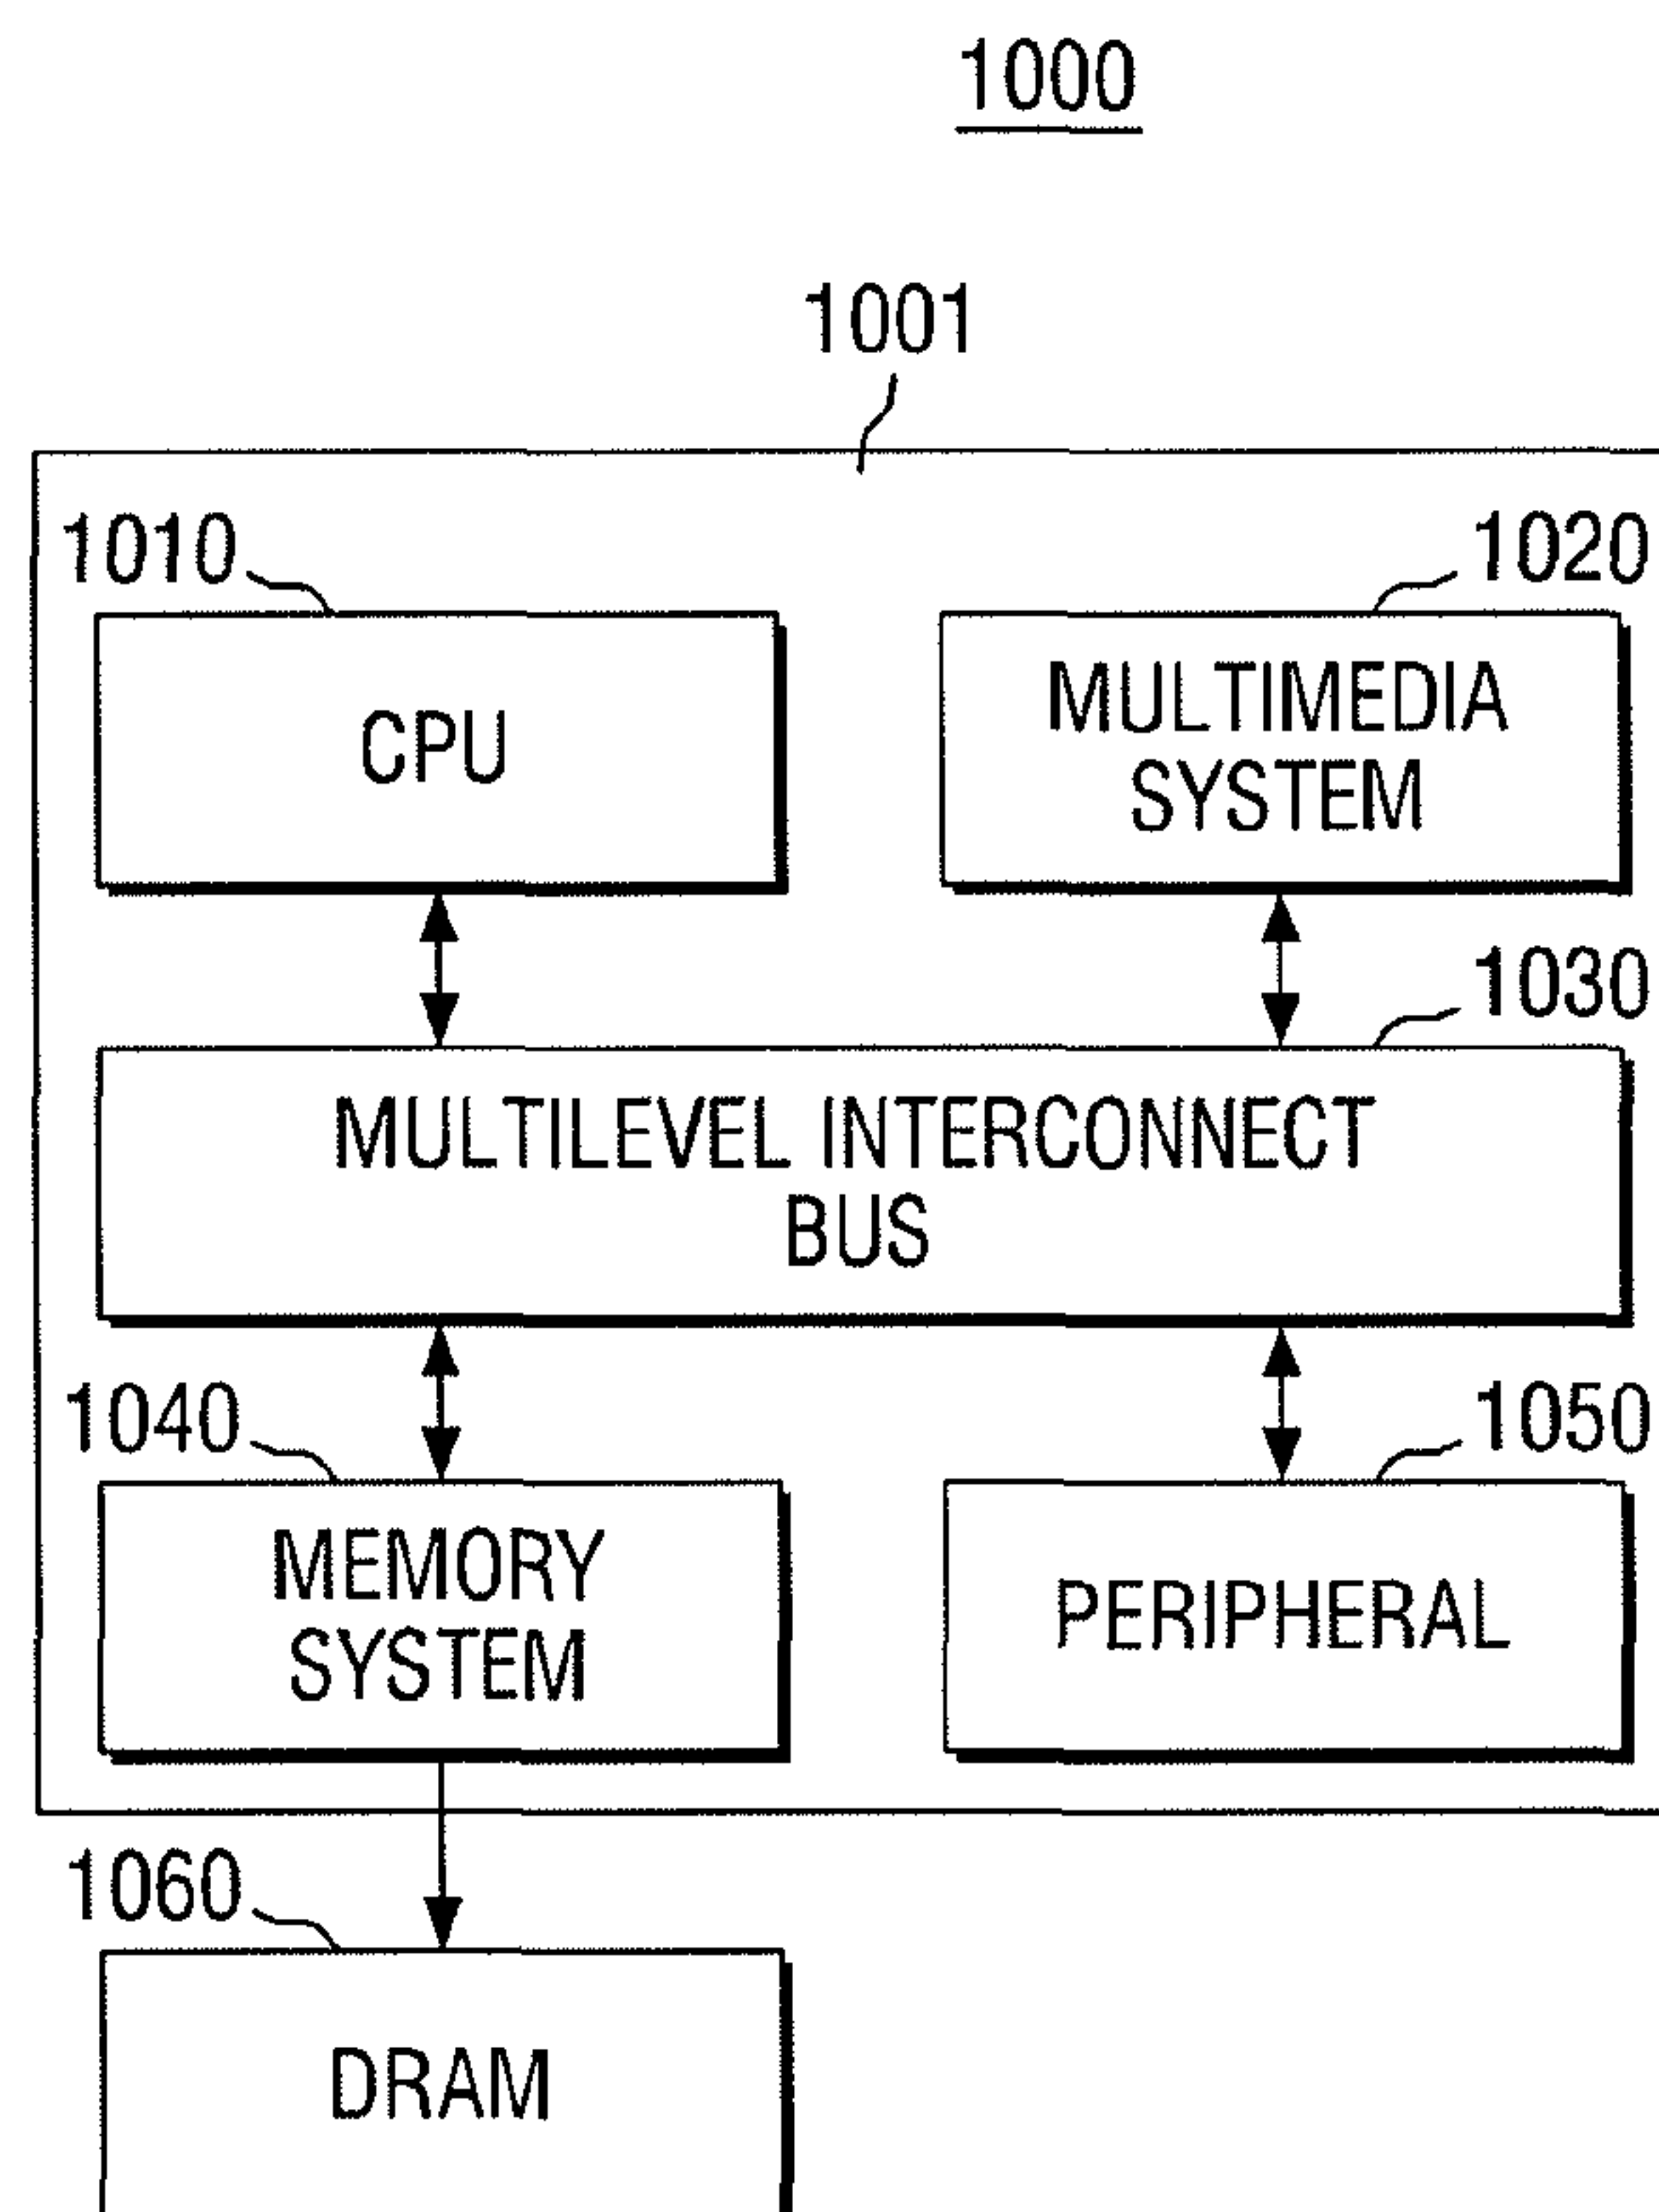 1000
1001
1010
1020
CPU
MULTIMEDIA
SYSTEM
1030
MULTILEVEL INTERCONNECT
BUS
1040
1050
MEMORY
SYSTEM
PERIPHERAL
1060
DRAM